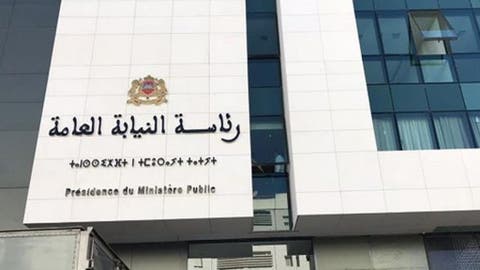 رئاسة النيابة العامة
Présidence du Ministère Public